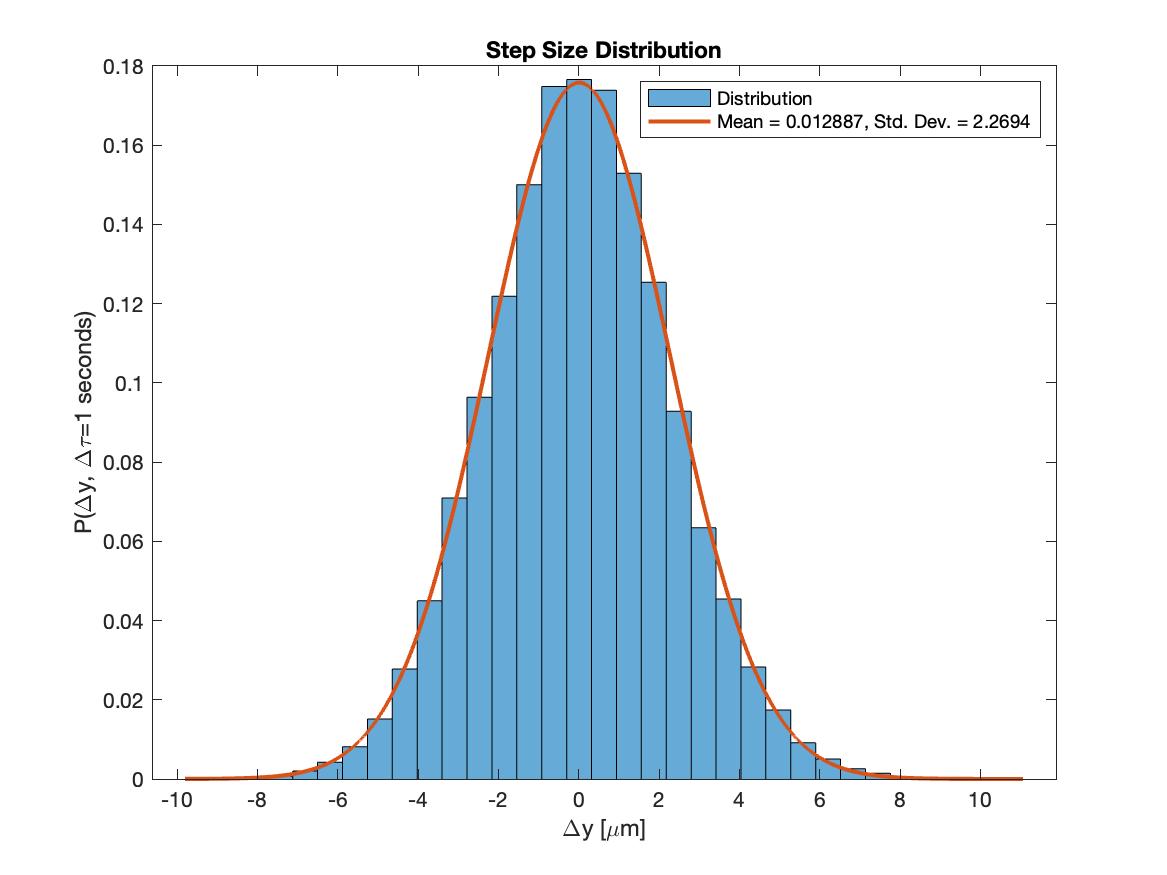 Step Size Distribution
Distribution
Mean = 0.012887, Std. Dev. = 2.2694
P(Δy, Δτ=1 seconds)
0.18
0.16
0.14
0.12
0.1
0.08
0.06
0.04
0.02
0
-10 -8 -6 -4 -2 0 2 4 6 8 10
Δy [μm]